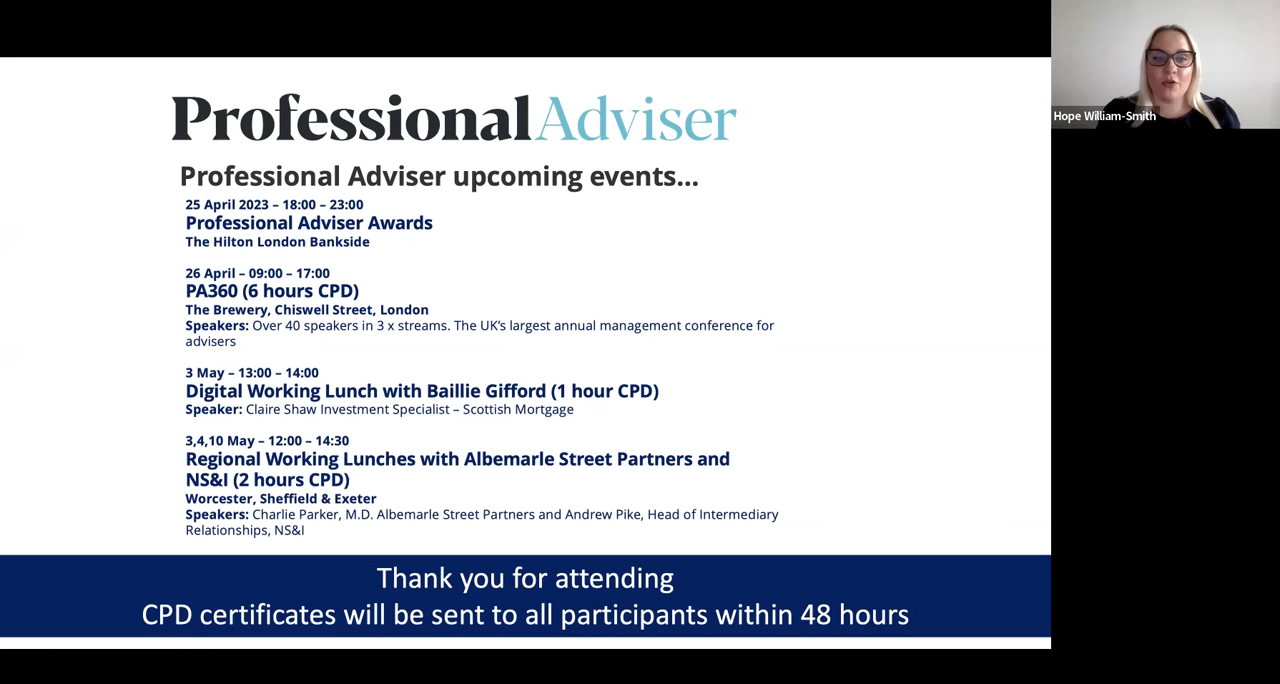 Professional Adviser
Professional Adviser upcoming events...
25 April 2023 – 18:00 – 23:00
Professional Adviser Awards
The Hilton London Bankside
26 April – 09:00 – 17:00
PA360 (6 hours CPD)
The Brewery, Chiswell Street, London
Speakers: Over 40 speakers in 3 x streams. The UK's largest annual management conference for
advisers
3 May – 13:00 – 14:00
Digital Working Lunch with Baillie Gifford (1 hour CPD)
Speaker: Claire Shaw Investment Specialist – Scottish Mortgage
3,4,10 May – 12:00 – 14:30
Regional Working Lunches with Albemarle Street Partners and
NS&I (2 hours CPD)
Worcester, Sheffield & Exeter
Speakers: Charlie Parker, M.D. Albemarle Street Partners and Andrew Pike, Head of Intermediary
Relationships, NS&I
Thank you for attending
CPD certificates will be sent to all participants within 48 hours
Hope William-Smith